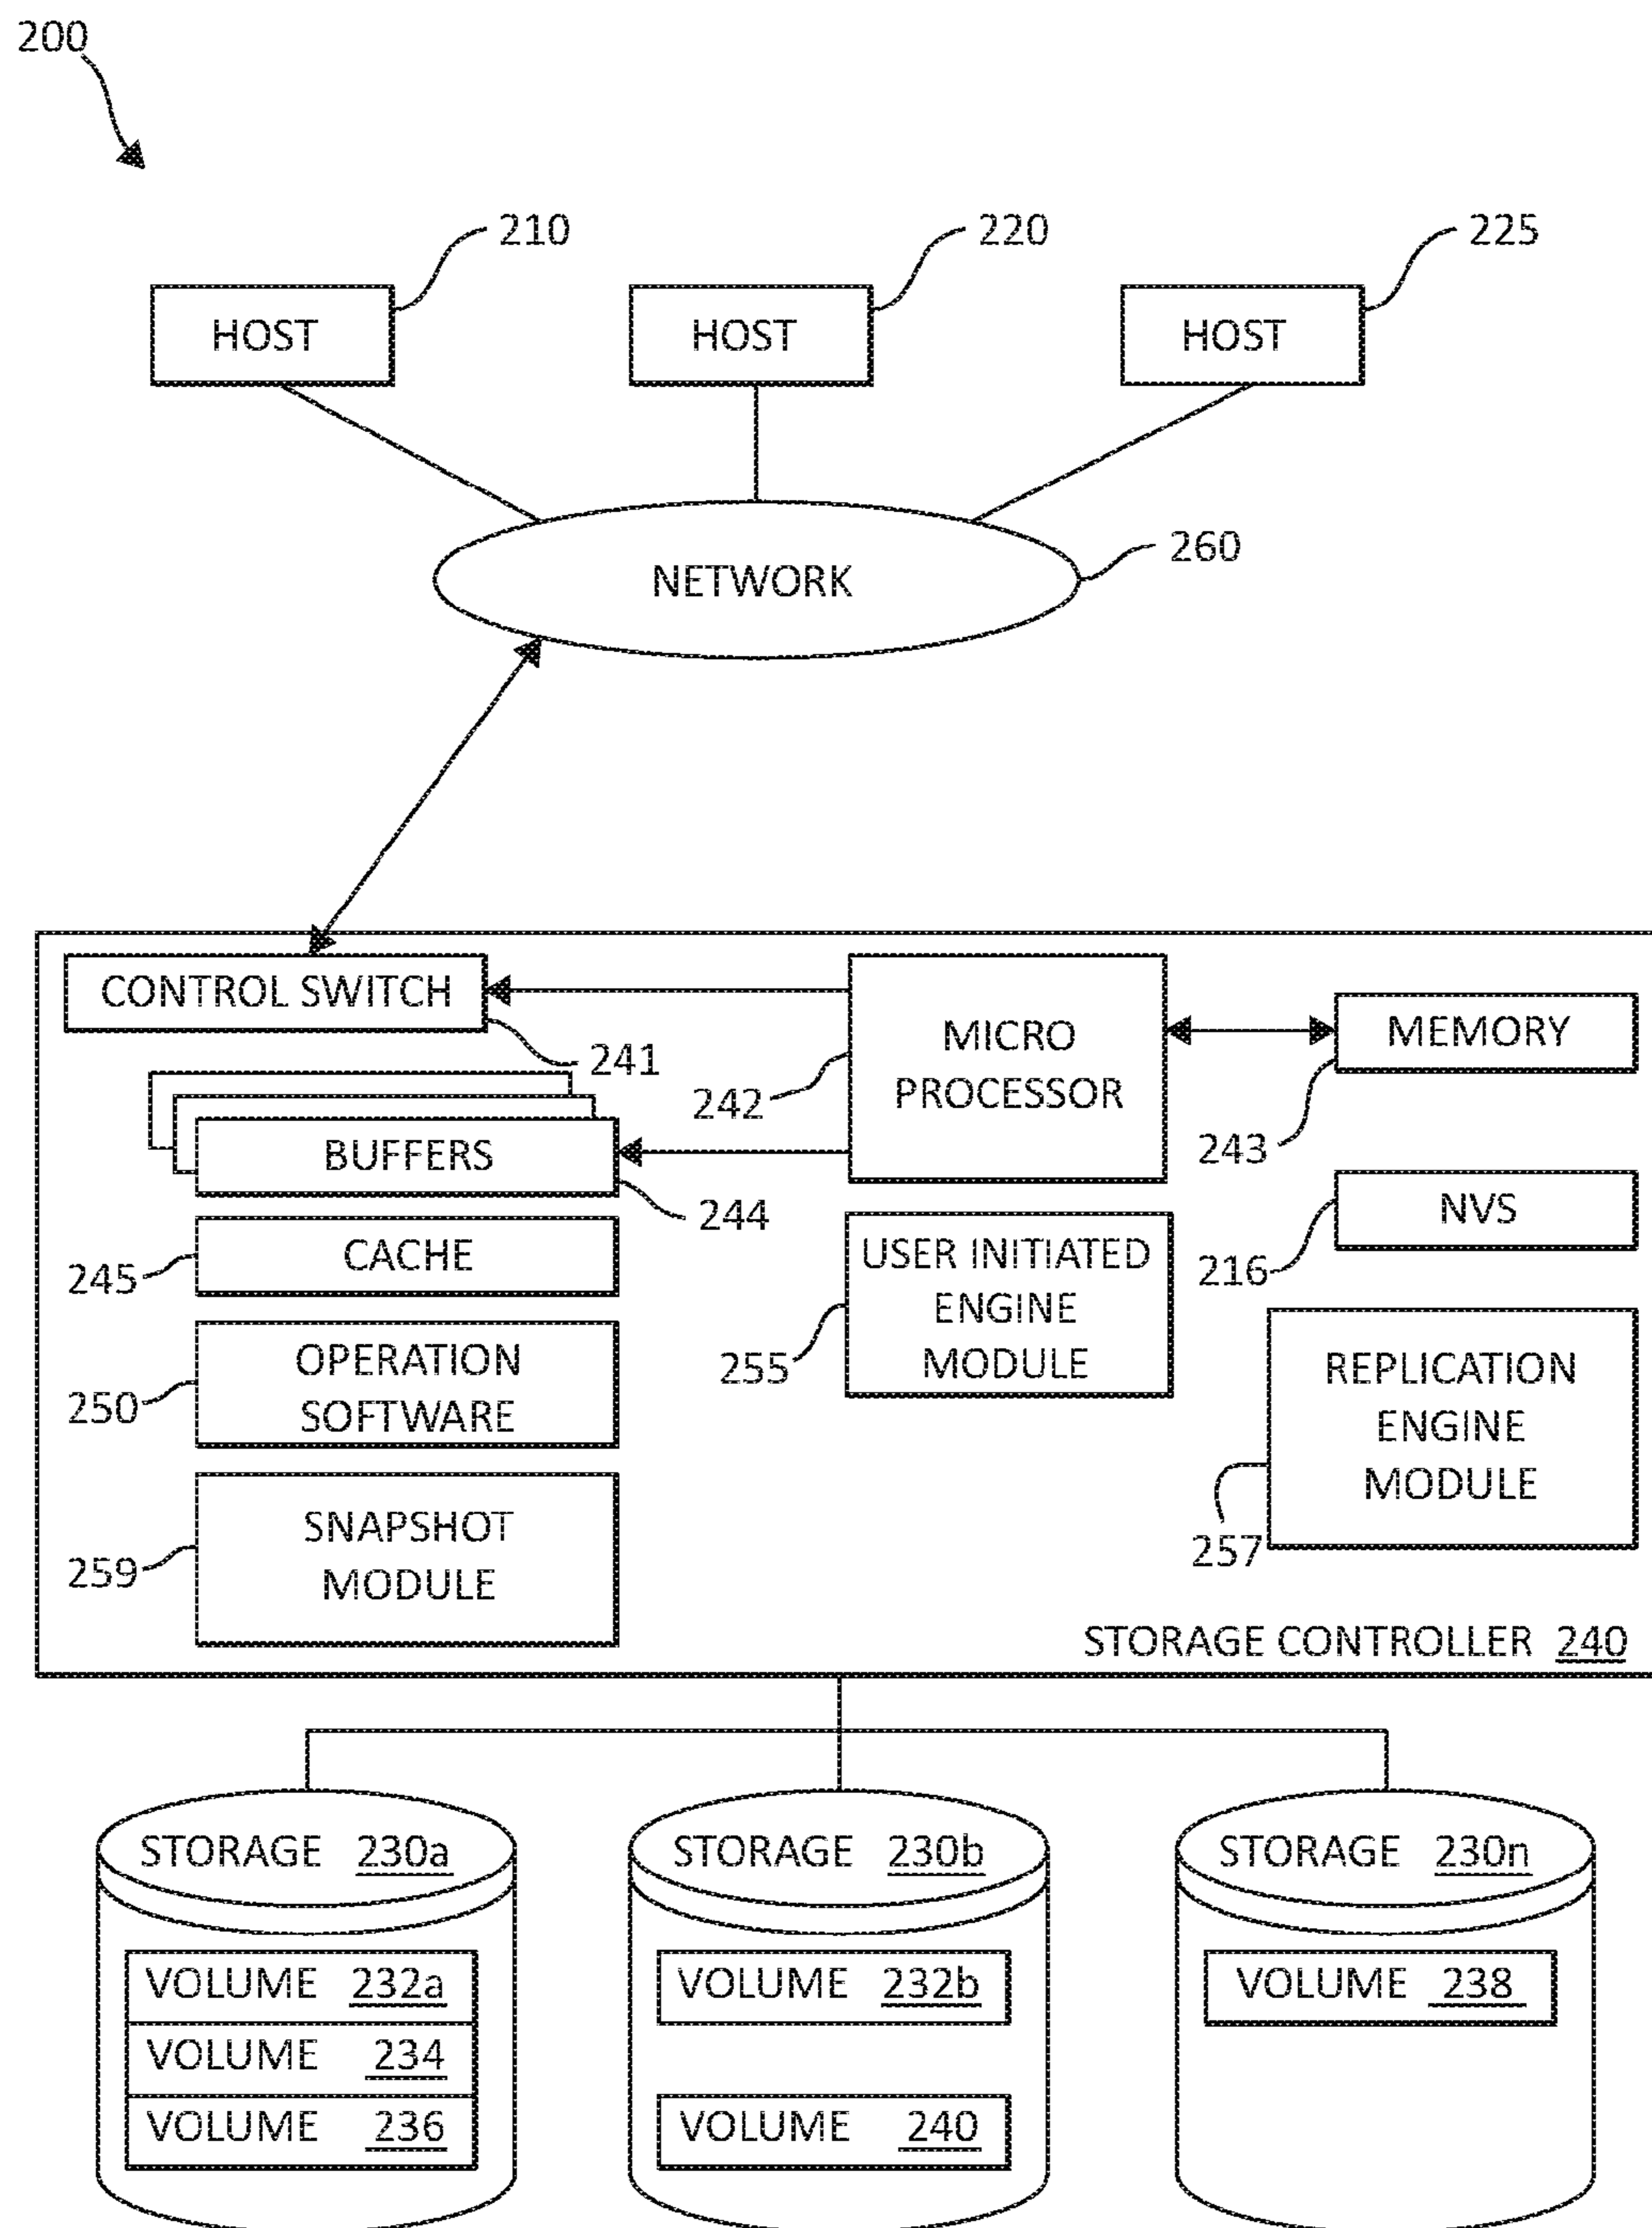 200
210
220
225
HOST
HOST
HOST
260
NETWORK
CONTROL SWITCH
241
MICRO
PROCESSOR
242
MEMORY
243
BUFFERS
244
NVS
216
CACHE
245
USER INITIATED
ENGINE
MODULE
255
OPERATION
SOFTWARE
250
REPLICATION
ENGINE
MODULE
257
SNAPSHOT
MODULE
259
STORAGE CONTROLLER 240
STORAGE 230a
VOLUME 232a
VOLUME 234
VOLUME 236
STORAGE 230b
VOLUME 232b
VOLUME 240
STORAGE 230n
VOLUME 238